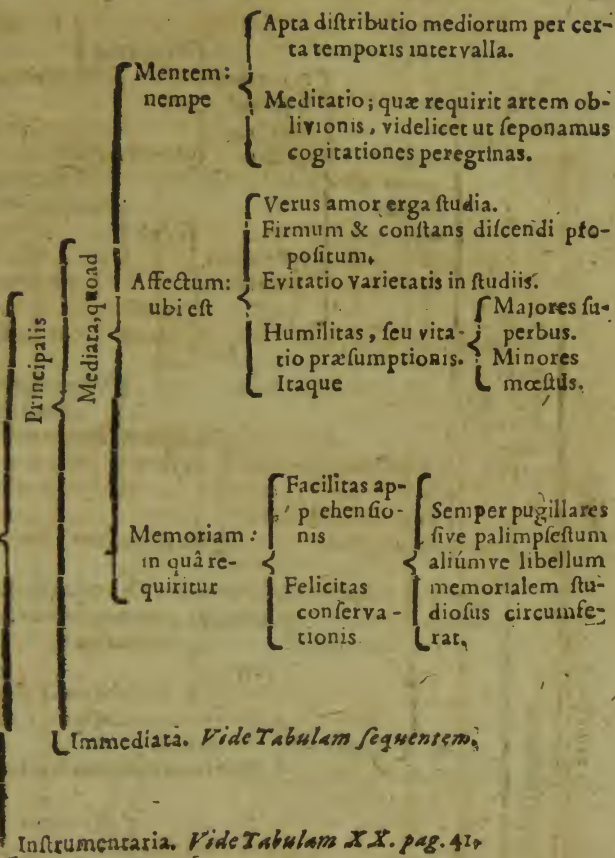 Principalis
Mediata, quoad
Mentem:
nempe
Apta distributio mediorum per cer-
ta temporis intervalla.
Meditatio; quæ requirit artem ob-
livionis, videlicet ut seponamus
cogitationes peregrinas.
Affectum:
ubi est
Verus amor erga studia.
Firmum & constans discendi pro-
positum.
Evitatio varietatis in studiis.
Humilitas, seu vita-
tio præsumptionis.
Itaque
Majores su-
perbus.
Minores
mœstus.
Memoriam:
in quâ re-
quiritur
Facilitas ap-
p ehensio-
nis
Felicitas
conserva-
tionis
Semper pugillares
sive palimpsestum
aliúmve libellum
memorialem stu-
diosus circumfe-
rat.
Immediata. Vide Tabulam sequentem.
Instrumentaria. Vide Tabulam XX. pag. 41.